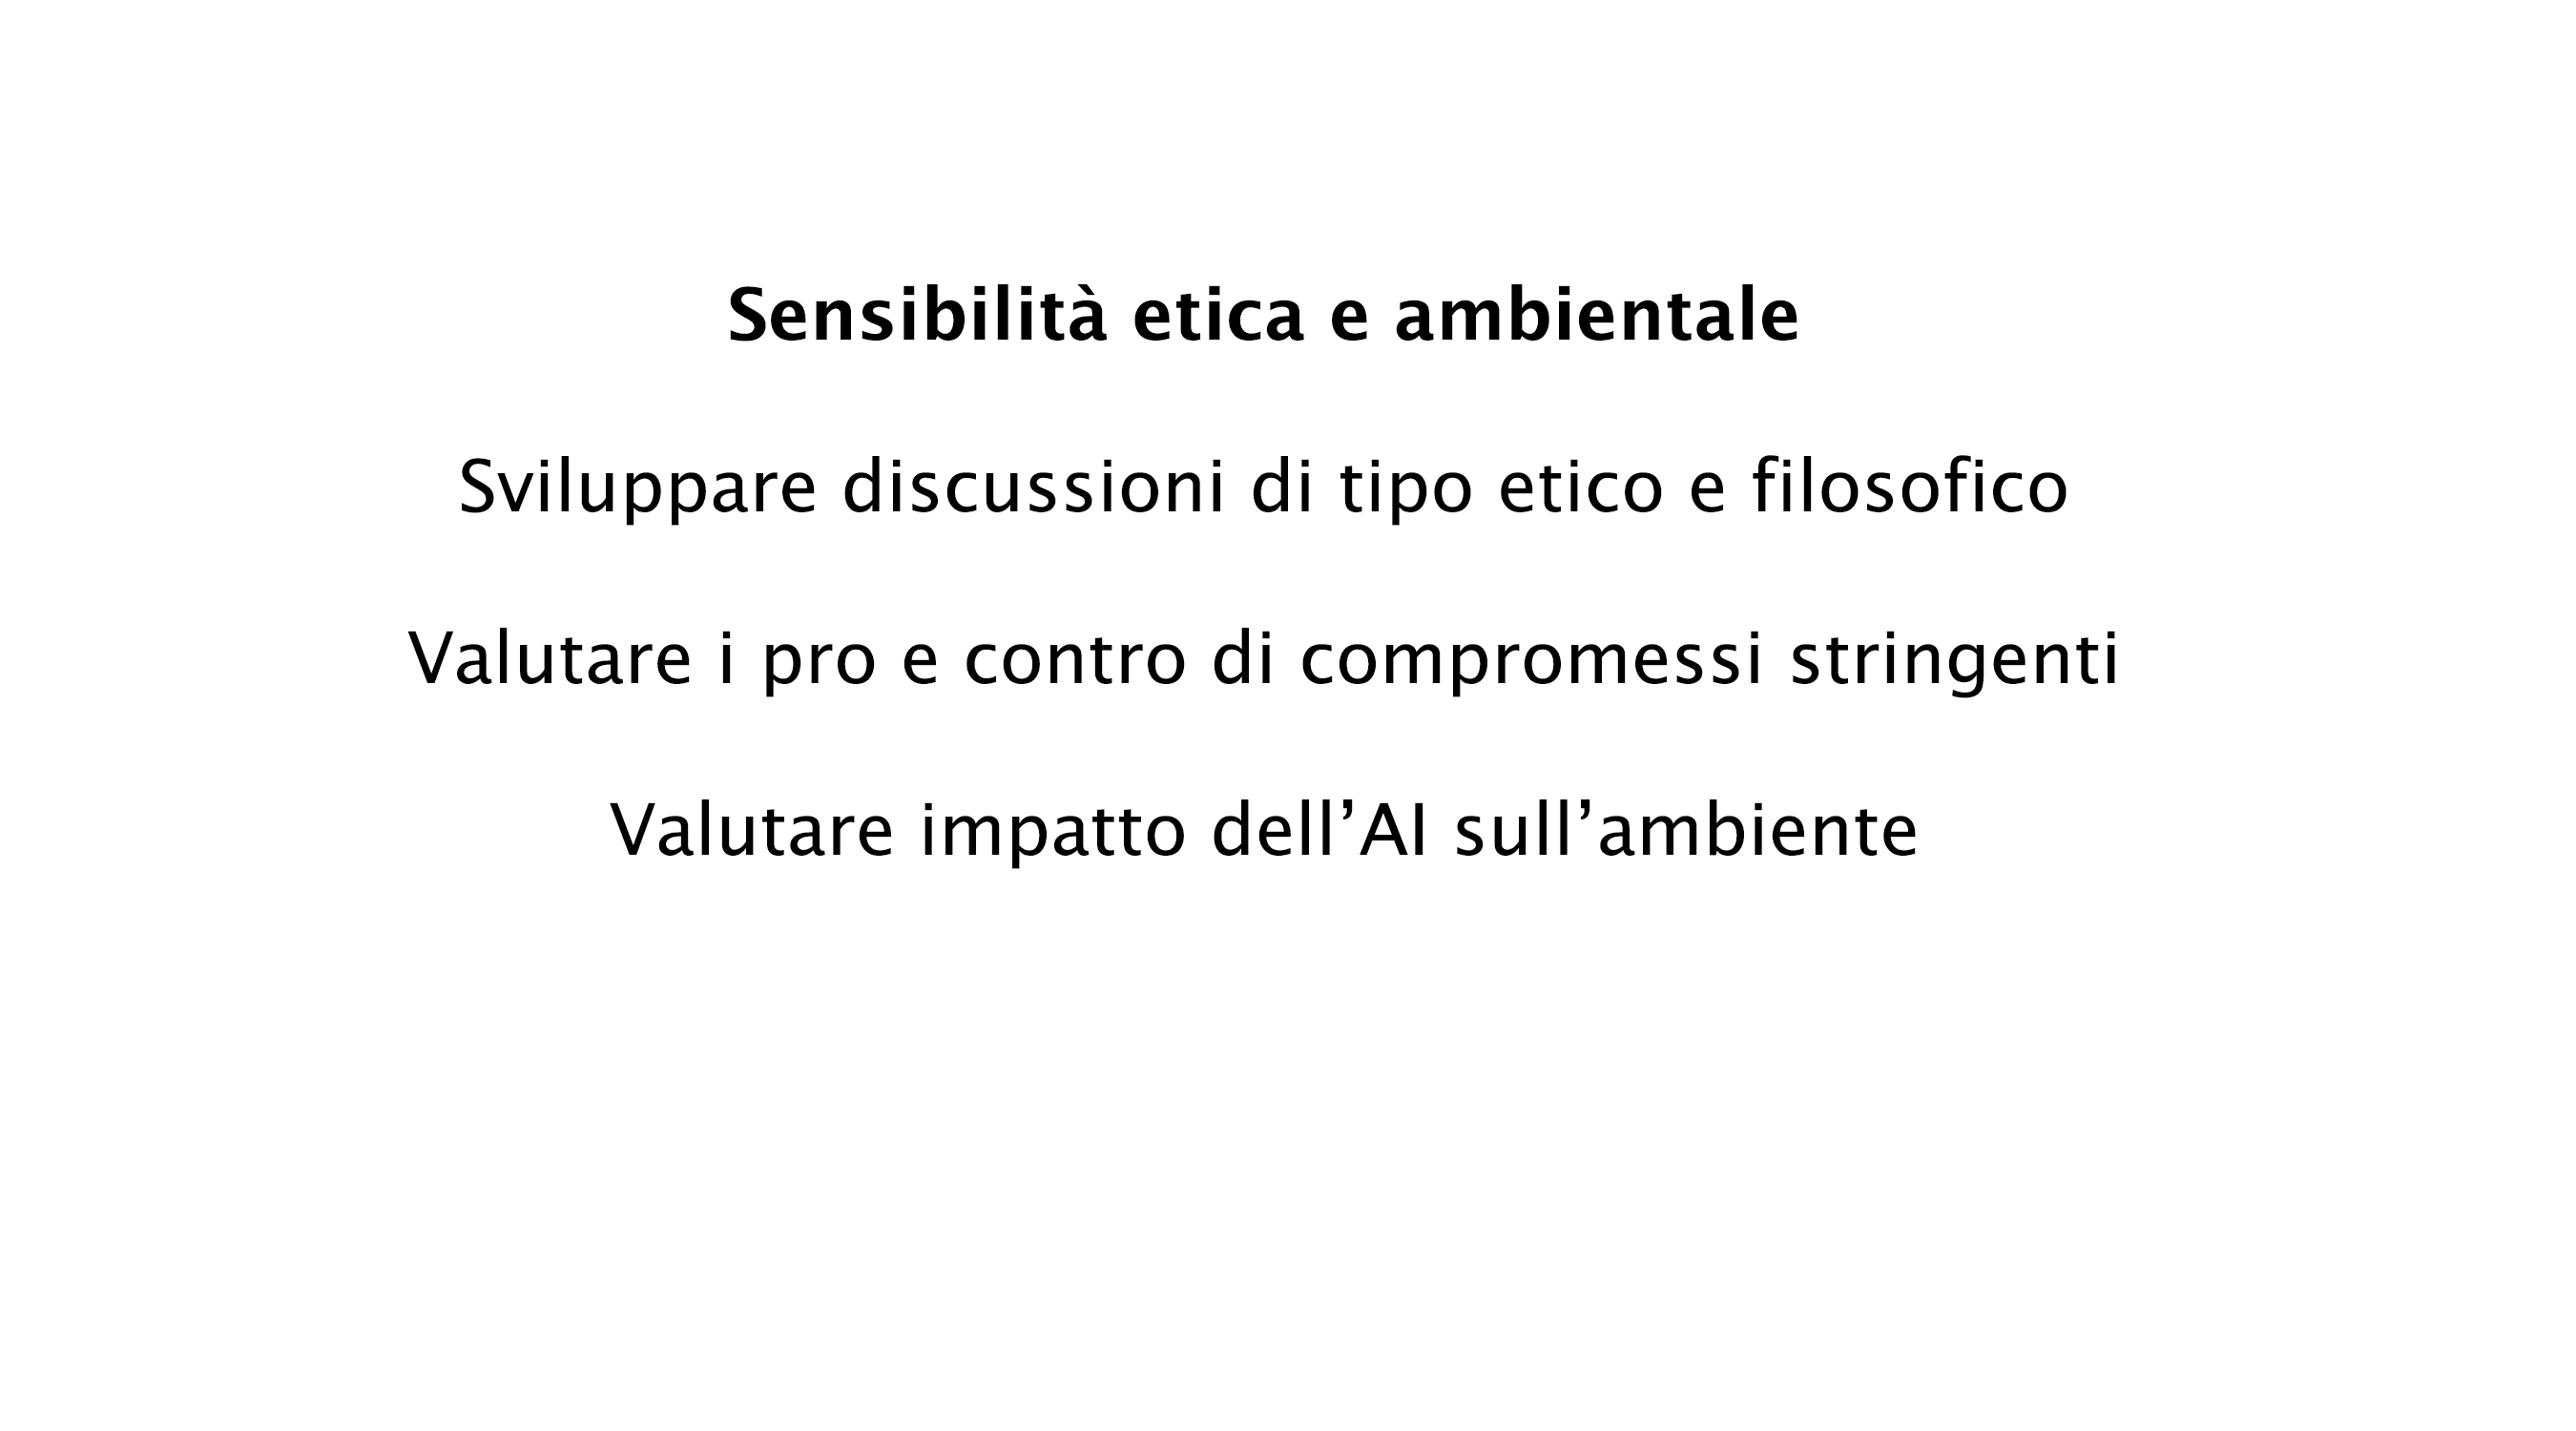 Sensibilità etica e ambientale
Sviluppare discussioni di tipo etico e filosofico
Valutare i pro e contro di compromessi stringenti
Valutare impatto dell’AI sull’ambiente